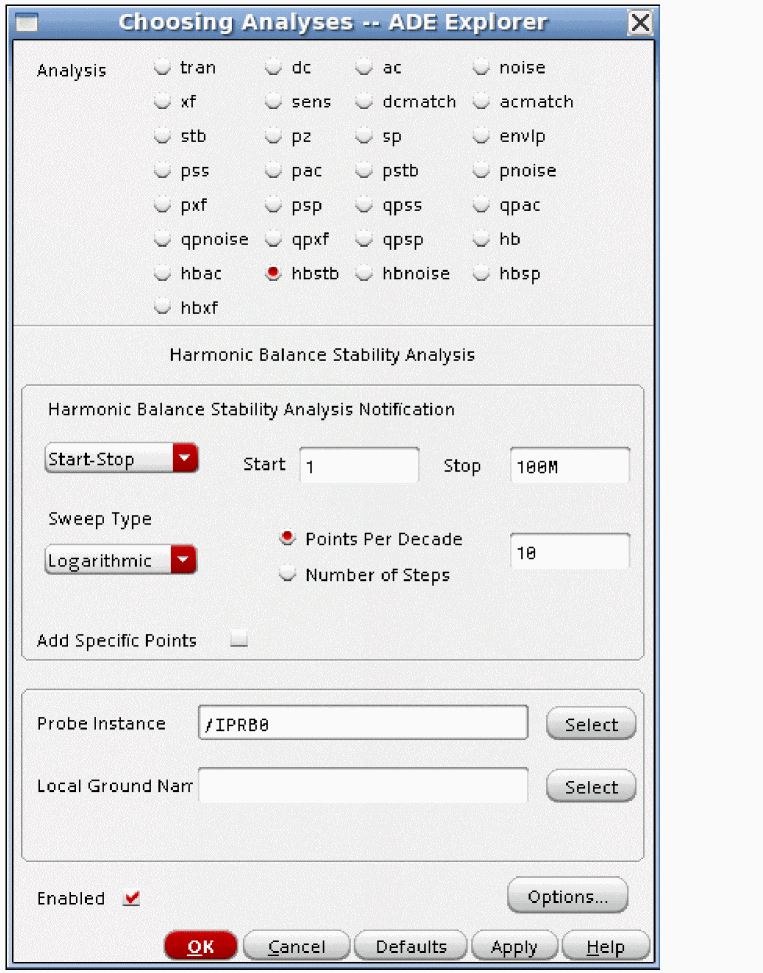 Choosing Analyses -- ADE Explorer
Analysis tran dc ac noise
xf sens dcmatch acmatch
stb pz sp envlp
pss pac pstb pnoise
pxf psp qpss qpac
qpnoise qpxf qpsp hb
hbac hbstb hbnoise hbsp
hbxf
Harmonic Balance Stability Analysis
Harmonic Balance Stability Analysis Notification
Start-Stop Start 1 Stop 100M
Sweep Type
Logarithmic
Points Per Decade 10
Number of Steps
Add Specific Points
Probe Instance /IPRB0 Select
Local Ground Nam Select
Enabled Options...
OK Cancel Defaults Apply Help